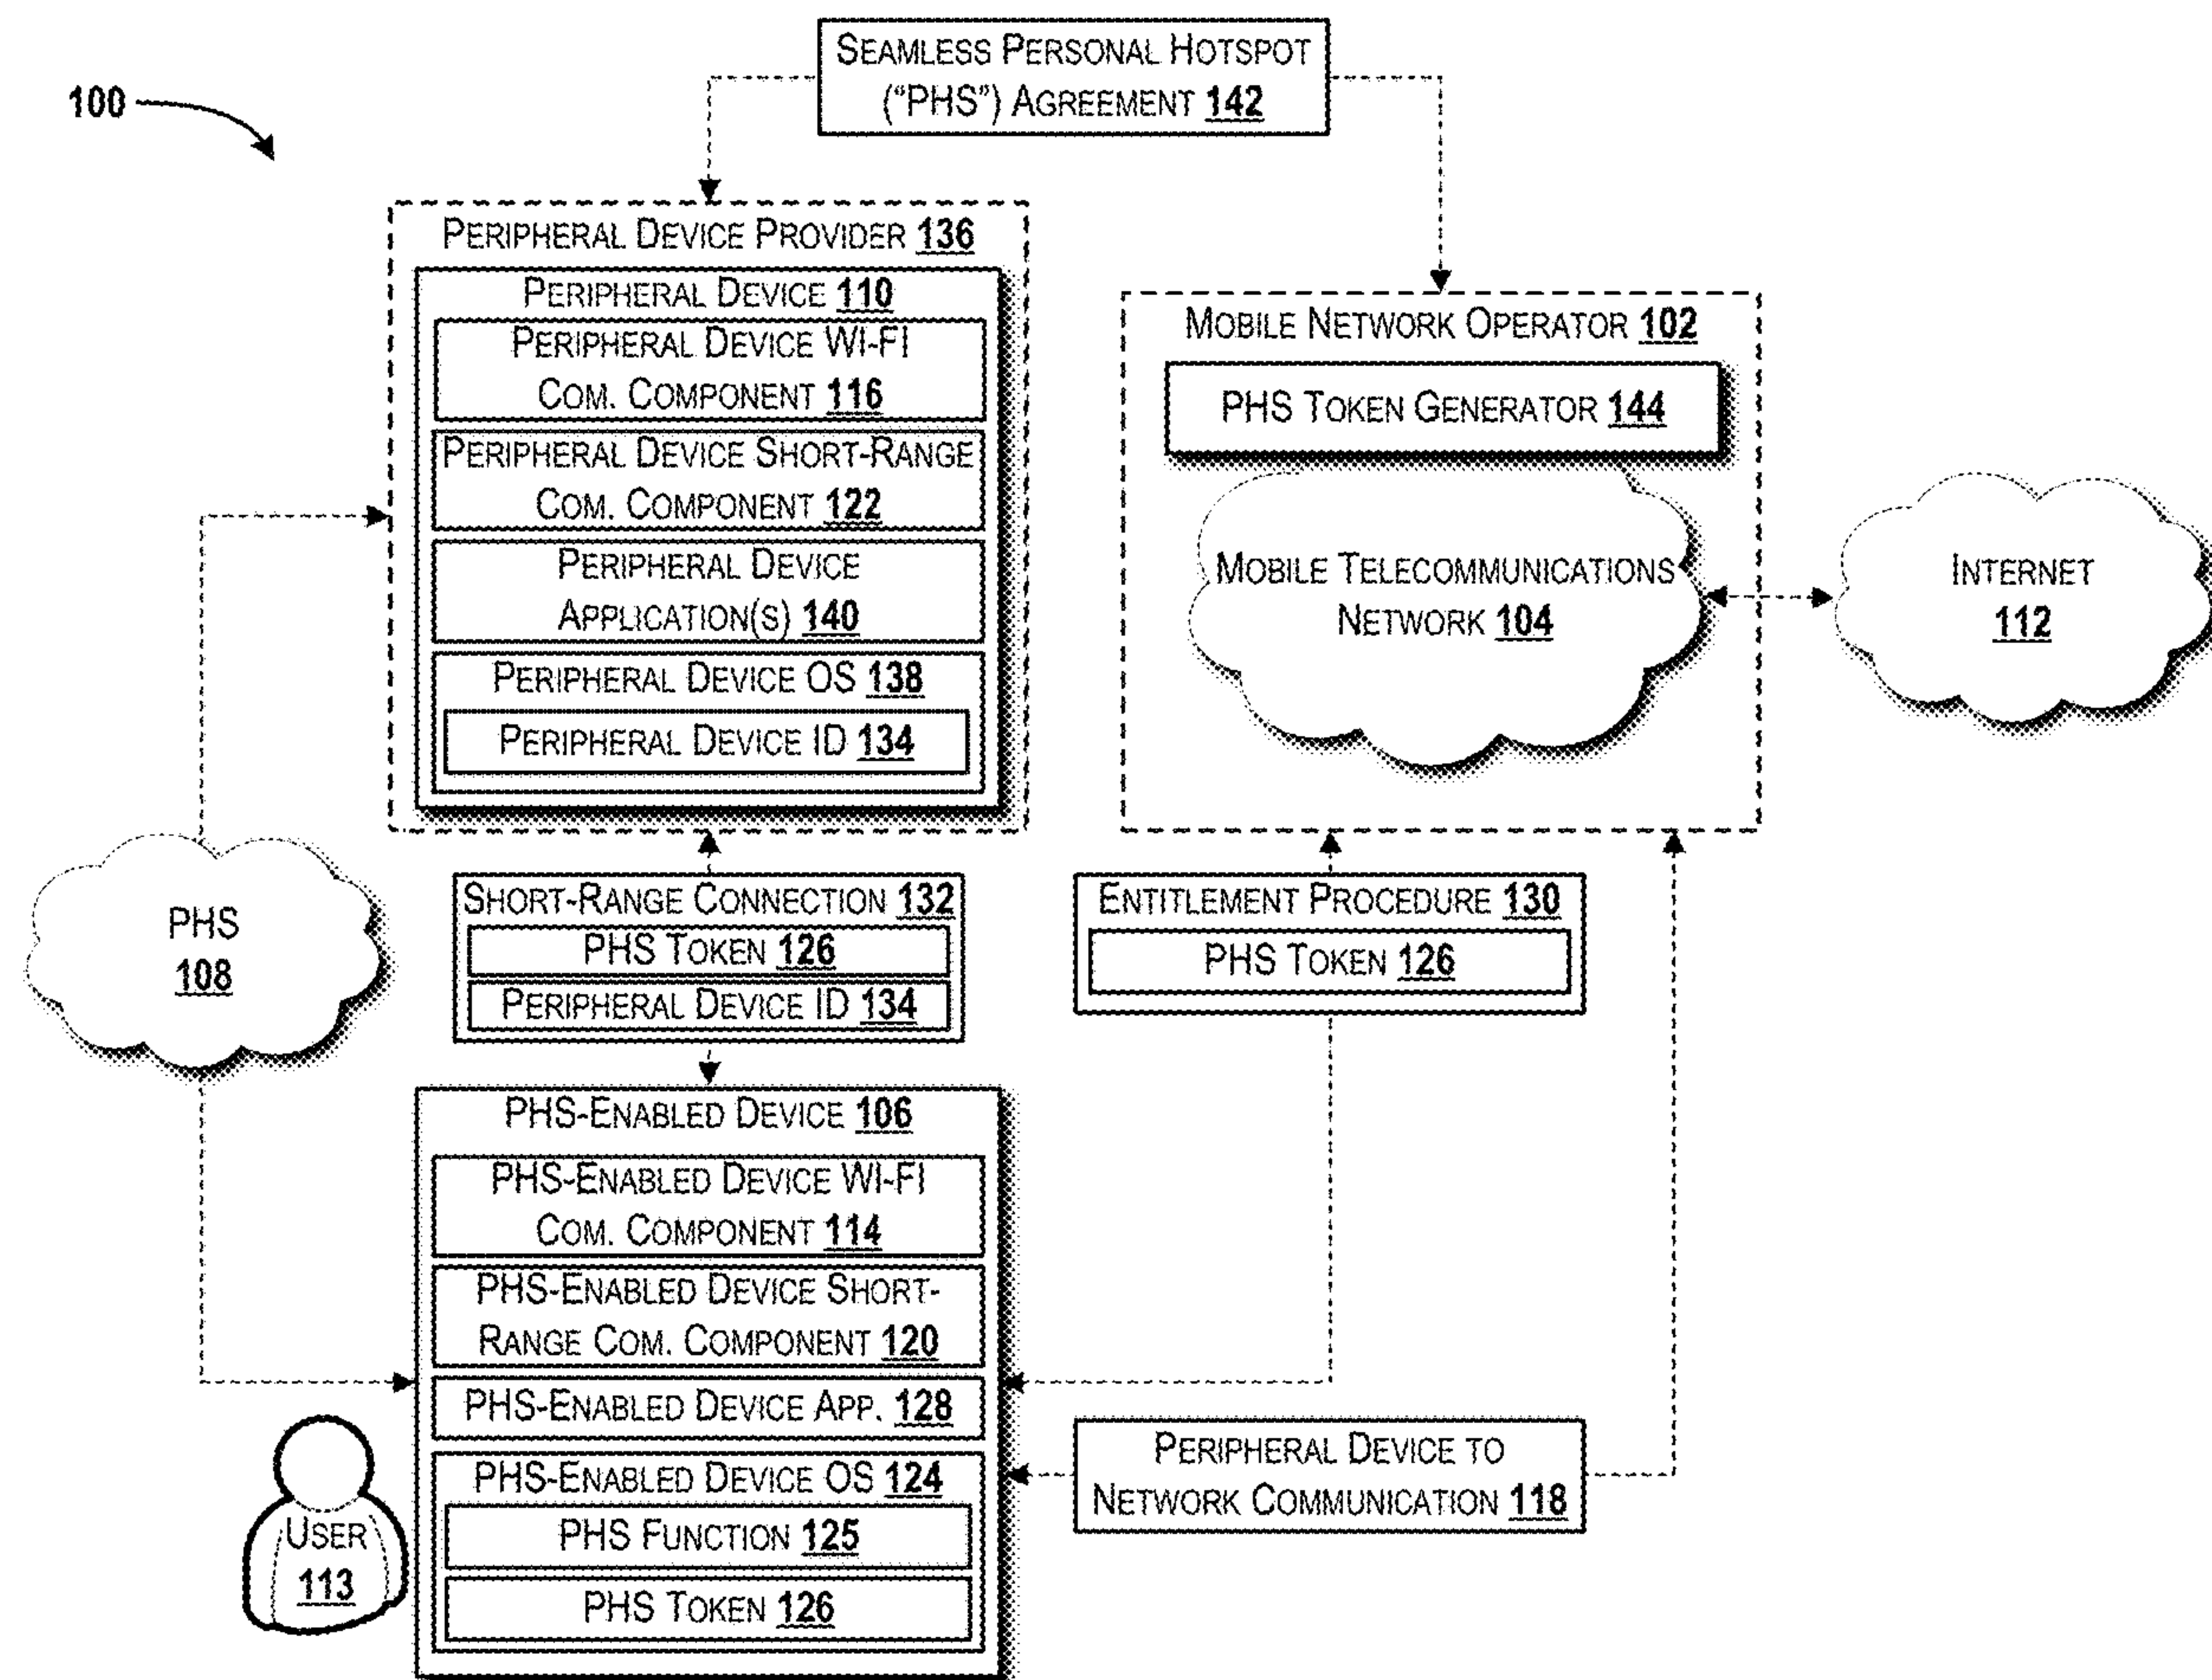 SEAMLESS PERSONAL HOTSPOT
("PHS") AGREEMENT 142
100
PERIPHERAL DEVICE PROVIDER 136
PERIPHERAL DEVICE 110
PERIPHERAL DEVICE WI-FI
COM. COMPONENT 116
PERIPHERAL DEVICE SHORT-RANGE
COM. COMPONENT 122
PERIPHERAL DEVICE
APPLICATION(S) 140
PERIPHERAL DEVICE OS 138
PERIPHERAL DEVICE ID 134
MOBILE NETWORK OPERATOR 102
PHS TOKEN GENERATOR 144
MOBILE TELECOMMUNICATIONS
NETWORK 104
INTERNET
112
PHS
108
SHORT-RANGE CONNECTION 132
PHS TOKEN 126
PERIPHERAL DEVICE ID 134
ENTITLEMENT PROCEDURE 130
PHS TOKEN 126
PHS-ENABLED DEVICE 106
PHS-ENABLED DEVICE WI-FI
COM. COMPONENT 114
PHS-ENABLED DEVICE SHORT-
RANGE COM. COMPONENT 120
PHS-ENABLED DEVICE APP. 128
PHS-ENABLED DEVICE OS 124
PHS FUNCTION 125
PHS TOKEN 126
USER
113
PERIPHERAL DEVICE TO
NETWORK COMMUNICATION 118